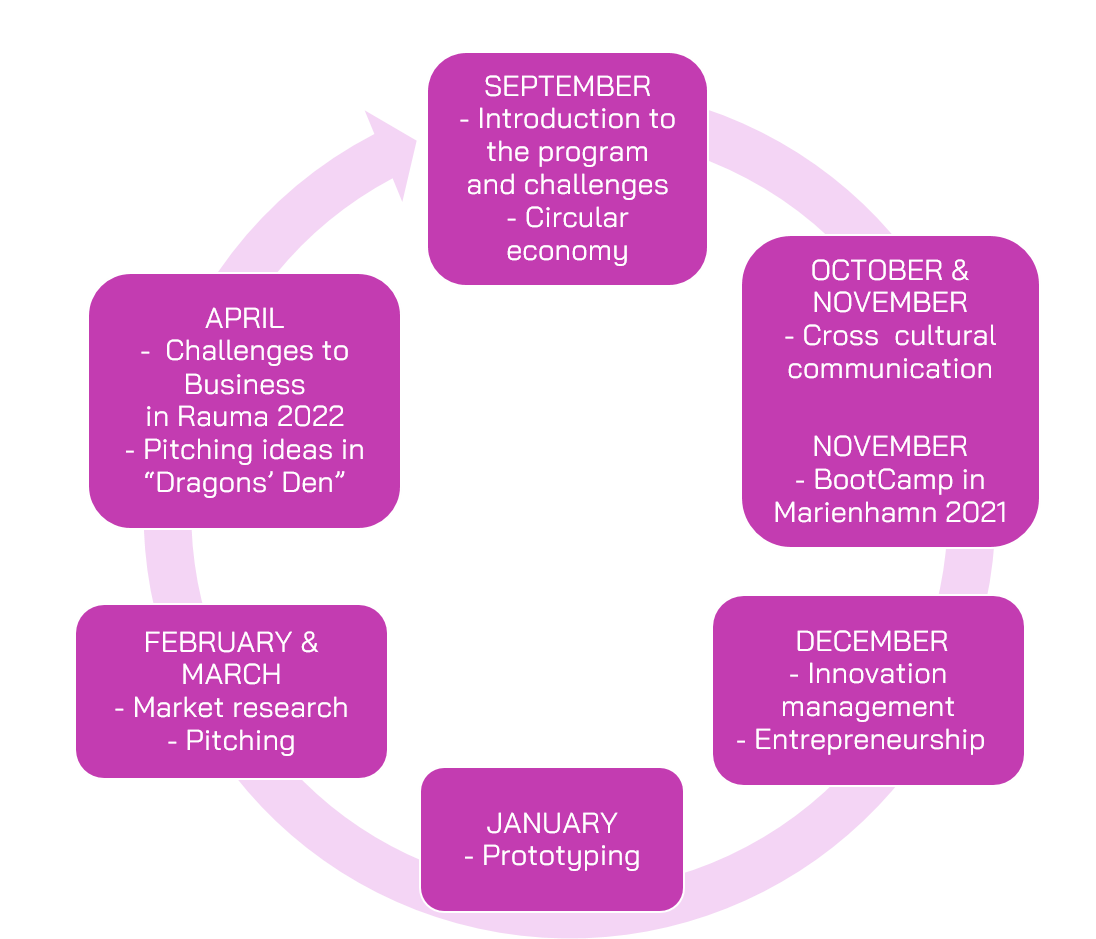 SEPTEMBER
- Introduction to
the program
and challenges
- Circular
economy
OCTOBER &
NOVEMBER
- Cross cultural
communication
NOVEMBER
- BootCamp in
Marienhamn 2021
DECEMBER
- Innovation
management
- Entrepreneurship
JANUARY
- Prototyping
FEBRUARY &
MARCH
- Market research
- Pitching
APRIL
- Challenges to
Business
in Rauma 2022
- Pitching ideas in
“Dragons’ Den”